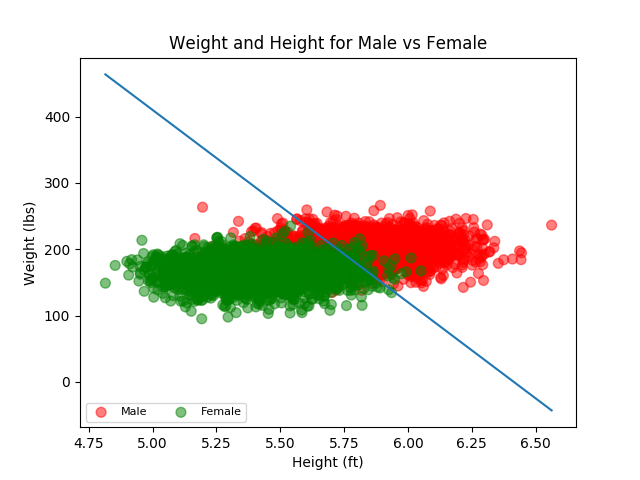 Weight and Height for Male vs Female
Weight (lbs)
400
300
200
100
0
Male Female
4.75 5.00 5.25 5.50 5.75 6.00 6.25 6.50
Height (ft)